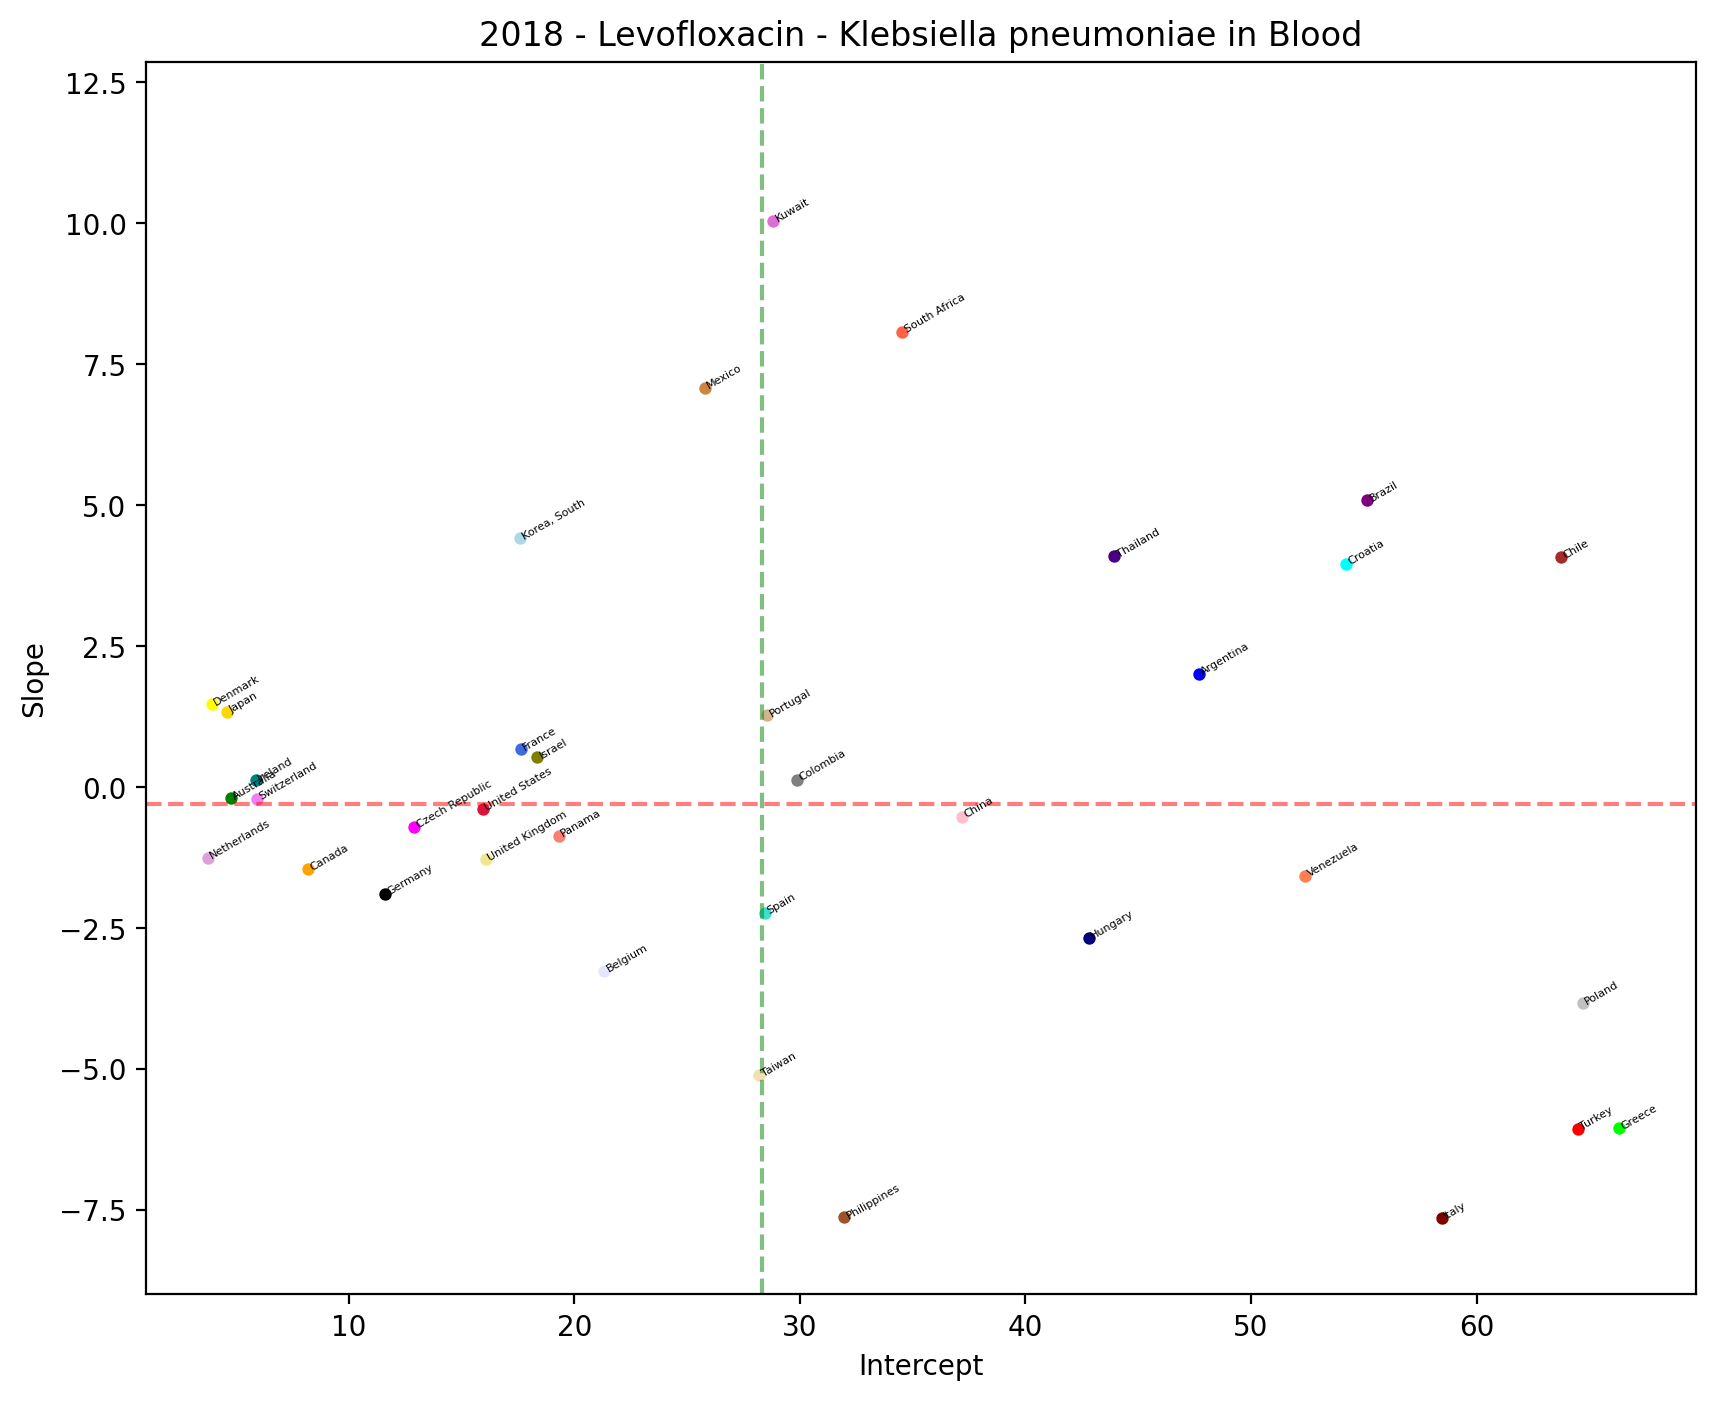 2018 - Levofloxacin - Klebsiella pneumoniae in Blood
12.5
10.0
7.5
5.0
2.5
0.0
−2.5
−5.0
−7.5
Slope
Kuwait
South Africa
Mexico
Brazil
Korea, South
Thailand
Croatia
Chile
Argentina
Denmark
Japan
Portugal
France
Israel
Ireland
Colombia
Australia
Switzerland
United States
Czech Republic
China
Panama
United Kingdom
Netherlands
Canada
Venezuela
Germany
Spain
Hungary
Belgium
Poland
Taiwan
Turkey
Greece
Philippines
Italy
10
20
30
40
50
60
Intercept